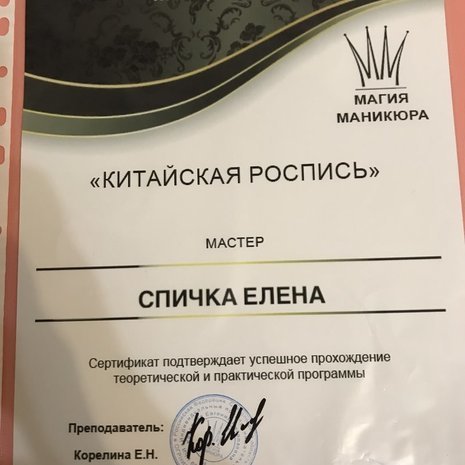 МАГИЯ
МАНИКЮРА
«КИТАЙСКАЯ РОСПИСЬ»
МАСТЕР
СПИЧКА ЕЛЕНА
Сертификат подтверждает успешное прохождение
теоретической и практической программы
Преподаватель:
Корелина Е.Н.